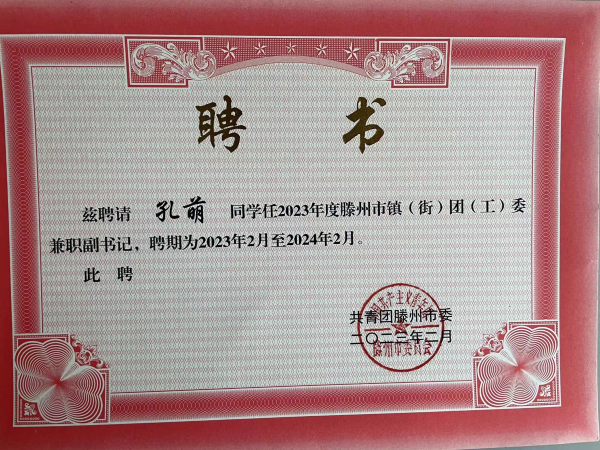 聘 书
兹聘请 孔萌 同学任2023年度滕州市镇（街）团（工）委
兼职副书记，聘期为2023年2月至2024年2月。
此 聘
共青团滕州市委
二〇二三年二月